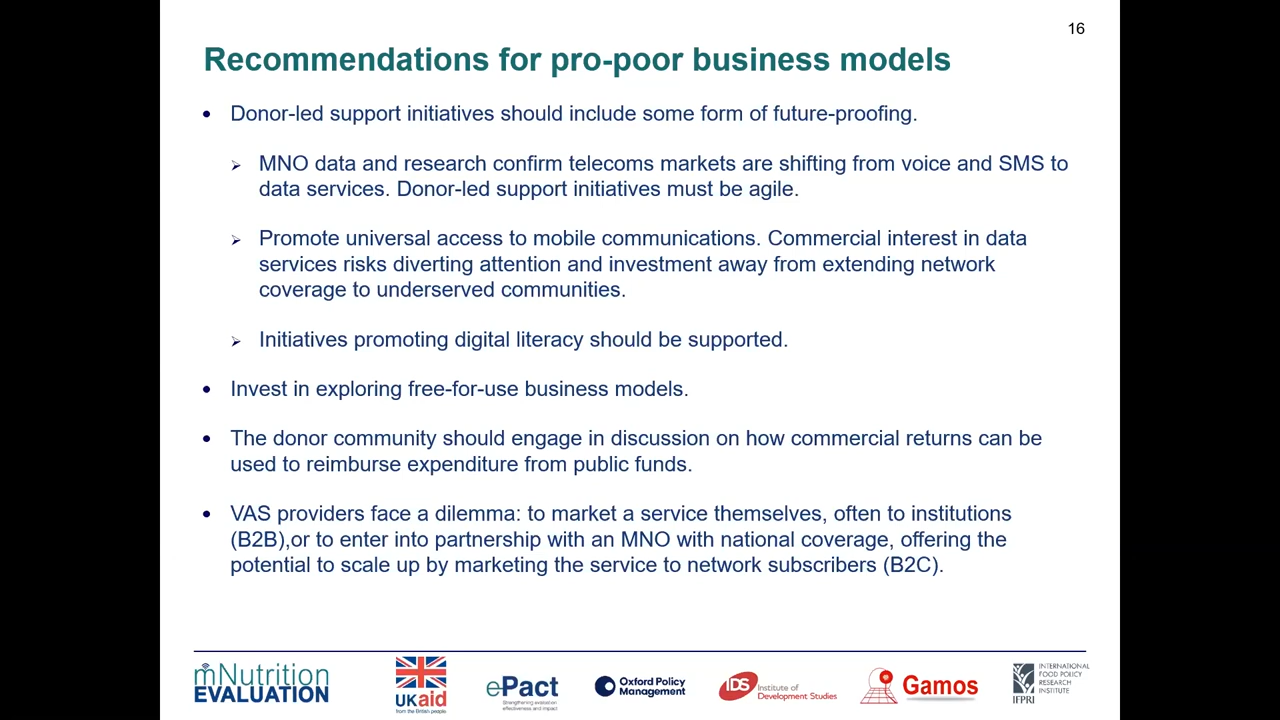 16
Recommendations for pro-poor business models
• Donor-led support initiatives should include some form of future-proofing.
➢ MNO data and research confirm telecoms markets are shifting from voice and SMS to
data services. Donor-led support initiatives must be agile.
➢ Promote universal access to mobile communications. Commercial interest in data
services risks diverting attention and investment away from extending network
coverage to underserved communities.
➢ Initiatives promoting digital literacy should be supported.
• Invest in exploring free-for-use business models.
• The donor community should engage in discussion on how commercial returns can be
used to reimburse expenditure from public funds.
• VAS providers face a dilemma: to market a service themselves, often to institutions
(B2B),or to enter into partnership with an MNO with national coverage, offering the
potential to scale up by marketing the service to network subscribers (B2C).
mNutrition
EVALUATION
UKaid
from the British people
ePact
Strengthening evaluation
effectiveness and impact
Oxford Policy
Management
IDS
Institute of
Development Studies
Gamos
IFPRI
INTERNATIONAL
FOOD POLICY
RESEARCH
INSTITUTE